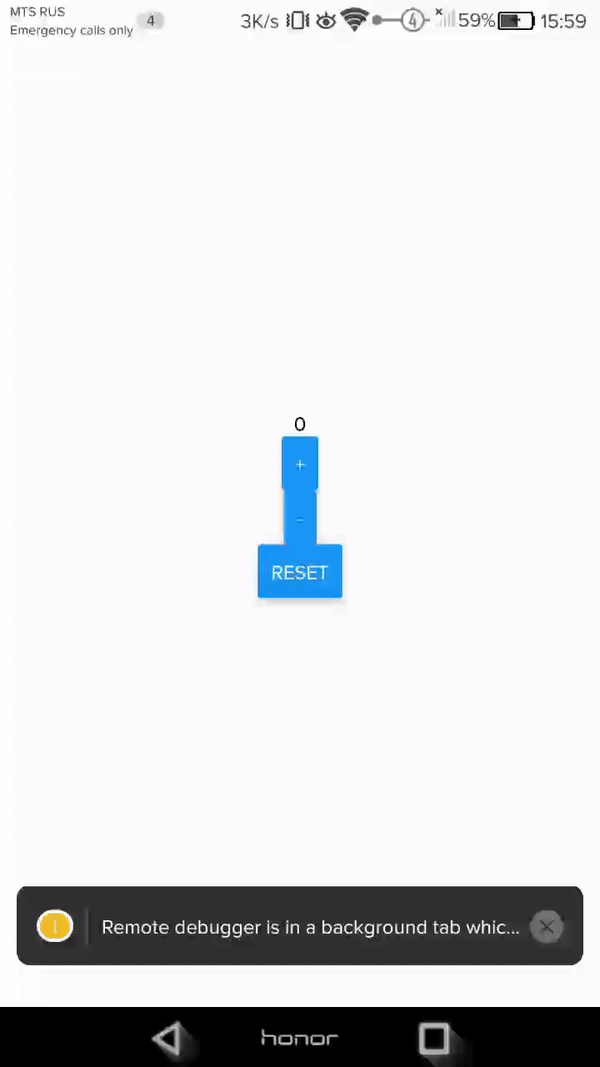 MTS RUS
Emergency calls only
4
3K/s
4
59%
15:59
0
+
-
RESET
Remote debugger is in a background tab whic...
honor